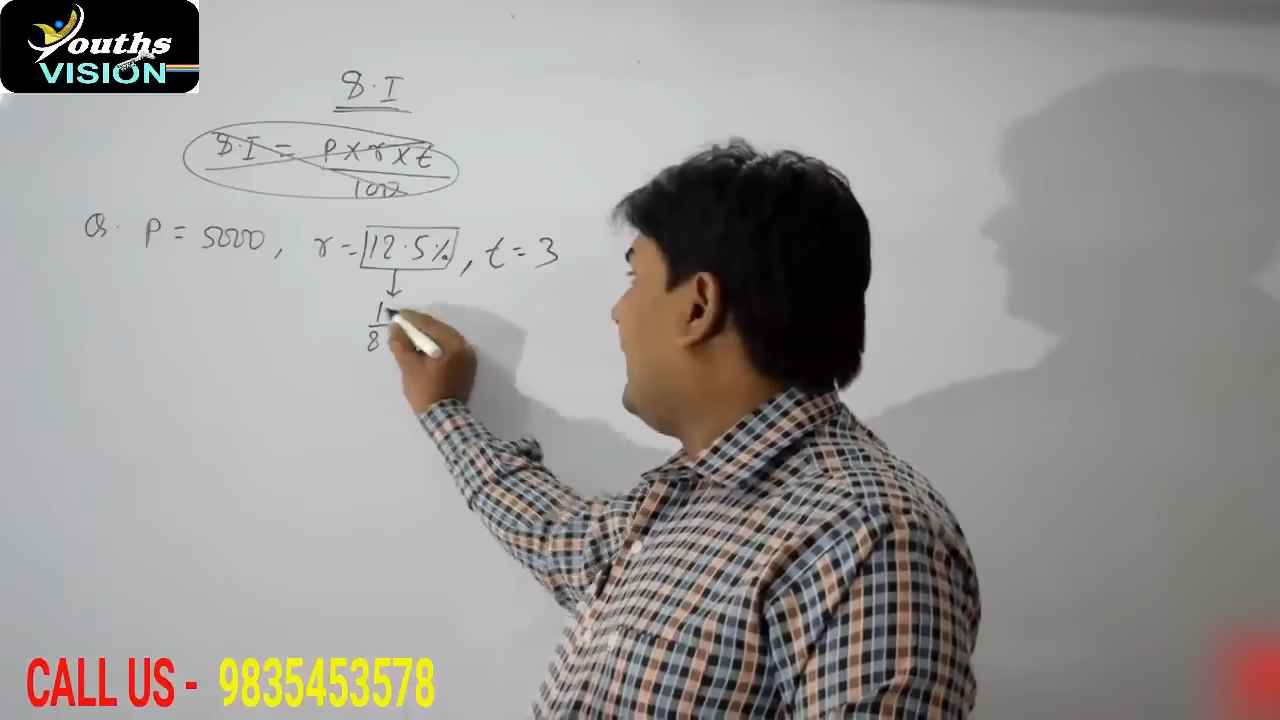 Youths
VISION
S.I
S.I = P x r x t
100
Q. P = 5000, r = 12.5%, t = 3
1
8
CALL US - 9835453578